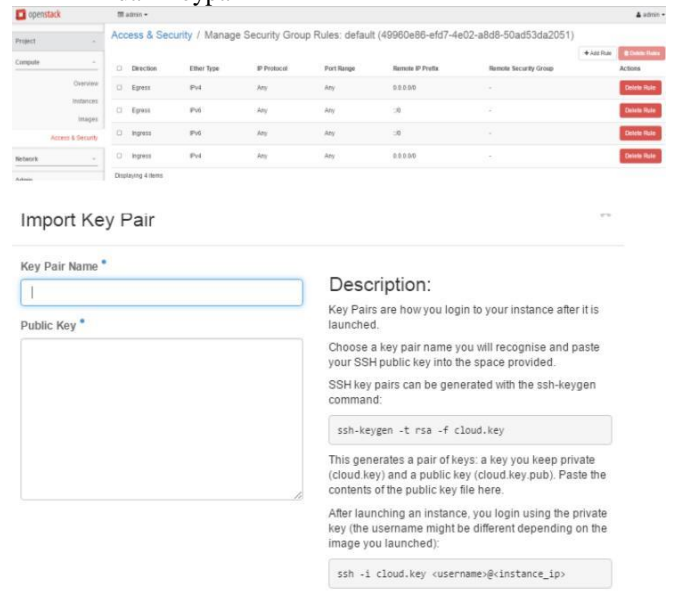 openstack admin admin
Project
Access & Security / Manage Security Group Rules: default (49960e86-efd7-4e02-a8d8-50ad53da2051)
+ Add Rule Delete Rules
Compute
Direction Ether Type IP Protocol Port Range Remote IP Prefix Remote Security Group Actions
Overview
Egress IPv4 Any Any 0.0.0.0/0 - Delete Rule
Instances
Egress IPv6 Any Any ::/0 - Delete Rule
Images
Access & Security
Ingress IPv6 Any Any ::/0 - Delete Rule
Network
Ingress IPv4 Any Any 0.0.0.0/0 - Delete Rule
Admin
Displaying 4 items
Import Key Pair
Key Pair Name *
Public Key *
Description:
Key Pairs are how you login to your instance after it is
launched.
Choose a key pair name you will recognise and paste
your SSH public key into the space provided.
SSH key pairs can be generated with the ssh-keygen
command:
ssh-keygen -t rsa -f cloud.key
This generates a pair of keys: a key you keep private
(cloud.key) and a public key (cloud.key.pub). Paste the
contents of the public key file here.
After launching an instance, you login using the private
key (the username might be different depending on the
image you launched):
ssh -i cloud.key <username>@<instance_ip>